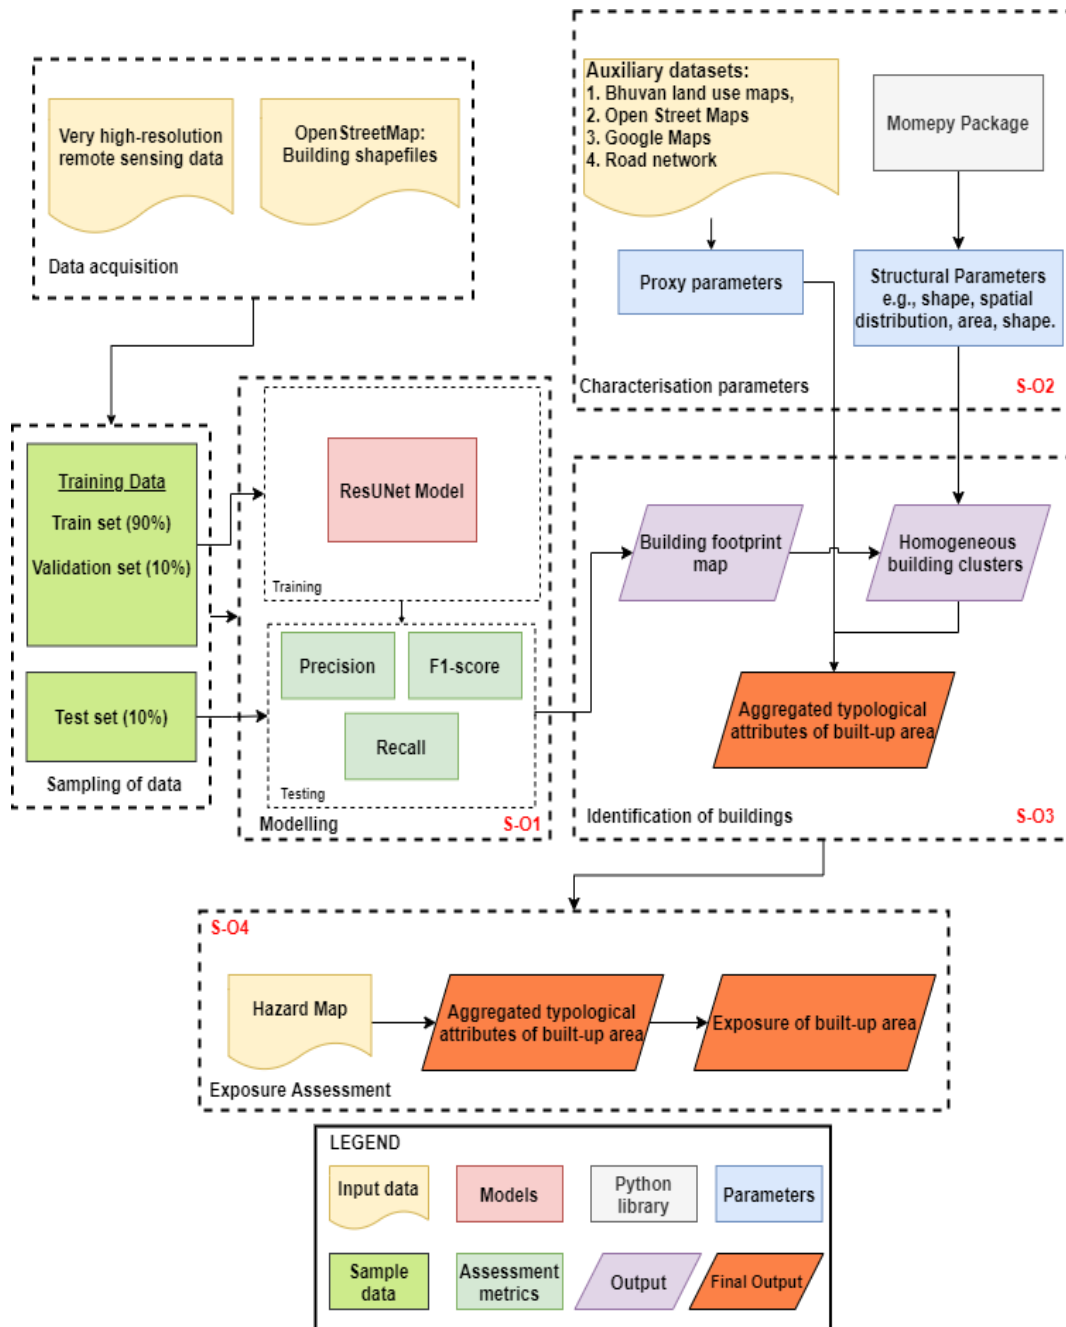 Very high-resolution
remote sensing data
OpenStreetMap:
Building shapefiles
Data acquisition
Auxiliary datasets:
1. Bhuvan land use maps,
2. Open Street Maps
3. Google Maps
4. Road network
Momepy Package
Proxy parameters
Structural Parameters
e.g., shape, spatial
distribution, area, shape.
Characterisation parameters
S-O2
Training Data
Train set (90%)
Validation set (10%)
Test set (10%)
Sampling of data
ResUNet Model
Training
Precision
F1-score
Recall
Testing
Modelling
S-O1
Building footprint
map
Homogeneous
building clusters
Aggregated typological
attributes of built-up area
Identification of buildings
S-O3
S-O4
Hazard Map
Aggregated typological
attributes of built-up area
Exposure of built-up area
Exposure Assessment
LEGEND
Input data
Models
Python
library
Parameters
Sample
data
Assessment
metrics
Output
Final Output